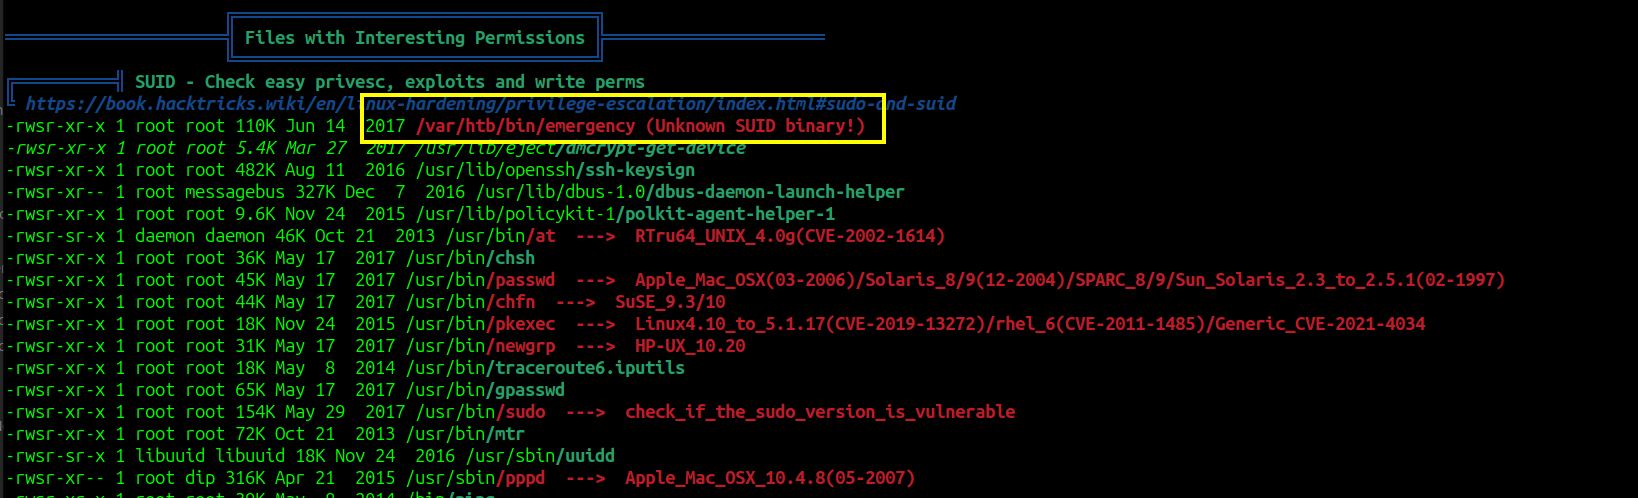 Files with Interesting Permissions
SUID - Check easy privesc, exploits and write perms
https://book.hacktricks.wiki/en/linux-hardening/privilege-escalation/index.html#sudo-and-suid
-rwsr-xr-x 1 root root 110K Jun 14  2017 /var/htb/bin/emergency (Unknown SUID binary!)
-rwsr-xr-x 1 root root 5.4K Mar 27  2017 /usr/lib/eject/dmcrypt-get-device
-rwsr-xr-x 1 root root 482K Aug 11  2016 /usr/lib/openssh/ssh-keysign
-rwsr-xr-- 1 root messagebus 327K Dec  7  2016 /usr/lib/dbus-1.0/dbus-daemon-launch-helper
-rwsr-xr-x 1 root root 9.6K Nov 24  2015 /usr/lib/policykit-1/polkit-agent-helper-1
-rwsr-sr-x 1 daemon daemon 46K Oct 21  2013 /usr/bin/at  --->  RTru64_UNIX_4.0g(CVE-2002-1614)
-rwsr-xr-x 1 root root 36K May 17  2017 /usr/bin/chsh
-rwsr-xr-x 1 root root 45K May 17  2017 /usr/bin/passwd  --->  Apple_Mac_OSX(03-2006)/Solaris_8/9(12-2004)/SPARC_8/9/Sun_Solaris_2.3_to_2.5.1(02-1997)
-rwsr-xr-x 1 root root 44K May 17  2017 /usr/bin/chfn  --->  SuSE_9.3/10
-rwsr-xr-x 1 root root 18K Nov 24  2015 /usr/bin/pkexec  --->  Linux4.10_to_5.1.17(CVE-2019-13272)/rhel_6(CVE-2011-1485)/Generic_CVE-2021-4034
-rwsr-xr-x 1 root root 31K May 17  2017 /usr/bin/newgrp  --->  HP-UX_10.20
-rwsr-xr-x 1 root root 18K May  8  2014 /usr/bin/traceroute6.iputils
-rwsr-xr-x 1 root root 65K May 17  2017 /usr/bin/gpasswd
-rwsr-xr-x 1 root root 154K May 29  2017 /usr/bin/sudo  --->  check_if_the_sudo_version_is_vulnerable
-rwsr-xr-x 1 root root 72K Oct 21  2013 /usr/bin/mtr
-rwsr-sr-x 1 libuuid libuuid 18K Nov 24  2016 /usr/sbin/uuidd
-rwsr-xr-- 1 root dip 316K Apr 21  2015 /usr/sbin/pppd  --->  Apple_Mac_OSX_10.4.8(05-2007)